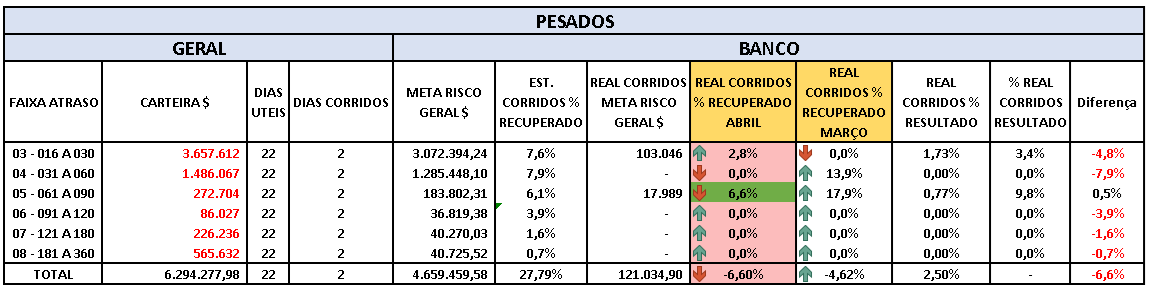 PESADOS
GERAL BANCO
FAIXA ATRASO CARTEIRA $ DIAS UTEIS DIAS CORRIDOS META RISCO GERAL $ EST. CORRIDOS % RECUPERADO REAL CORRIDOS META RISCO GERAL $ REAL CORRIDOS % RECUPERADO ABRIL REAL CORRIDOS % RECUPERADO MARÇO REAL CORRIDOS % RESULTADO % REAL CORRIDOS RESULTADO Diferença
03 - 016 A 030 3.657.612 22 2 3.072.394,24 7,6% 103.046 2,8% 0,0% 1,73% 3,4% -4,8%
04 - 031 A 060 1.486.067 22 2 1.285.448,10 7,9% - 0,0% 13,9% 0,00% 0,0% -7,9%
05 - 061 A 090 272.704 22 2 183.802,31 6,1% 17.989 6,6% 17,9% 0,77% 9,8% 0,5%
06 - 091 A 120 86.027 22 2 36.819,38 3,9% - 0,0% 0,0% 0,00% 0,0% -3,9%
07 - 121 A 180 226.236 22 2 40.270,03 1,6% - 0,0% 0,0% 0,00% 0,0% -1,6%
08 - 181 A 360 565.632 22 2 40.725,52 0,7% - 0,0% 0,0% 0,00% 0,0% -0,7%
TOTAL 6.294.277,98 22 2 4.659.459,58 27,79% 121.034,90 -6,60% -4,62% 2,50% - -6,6%